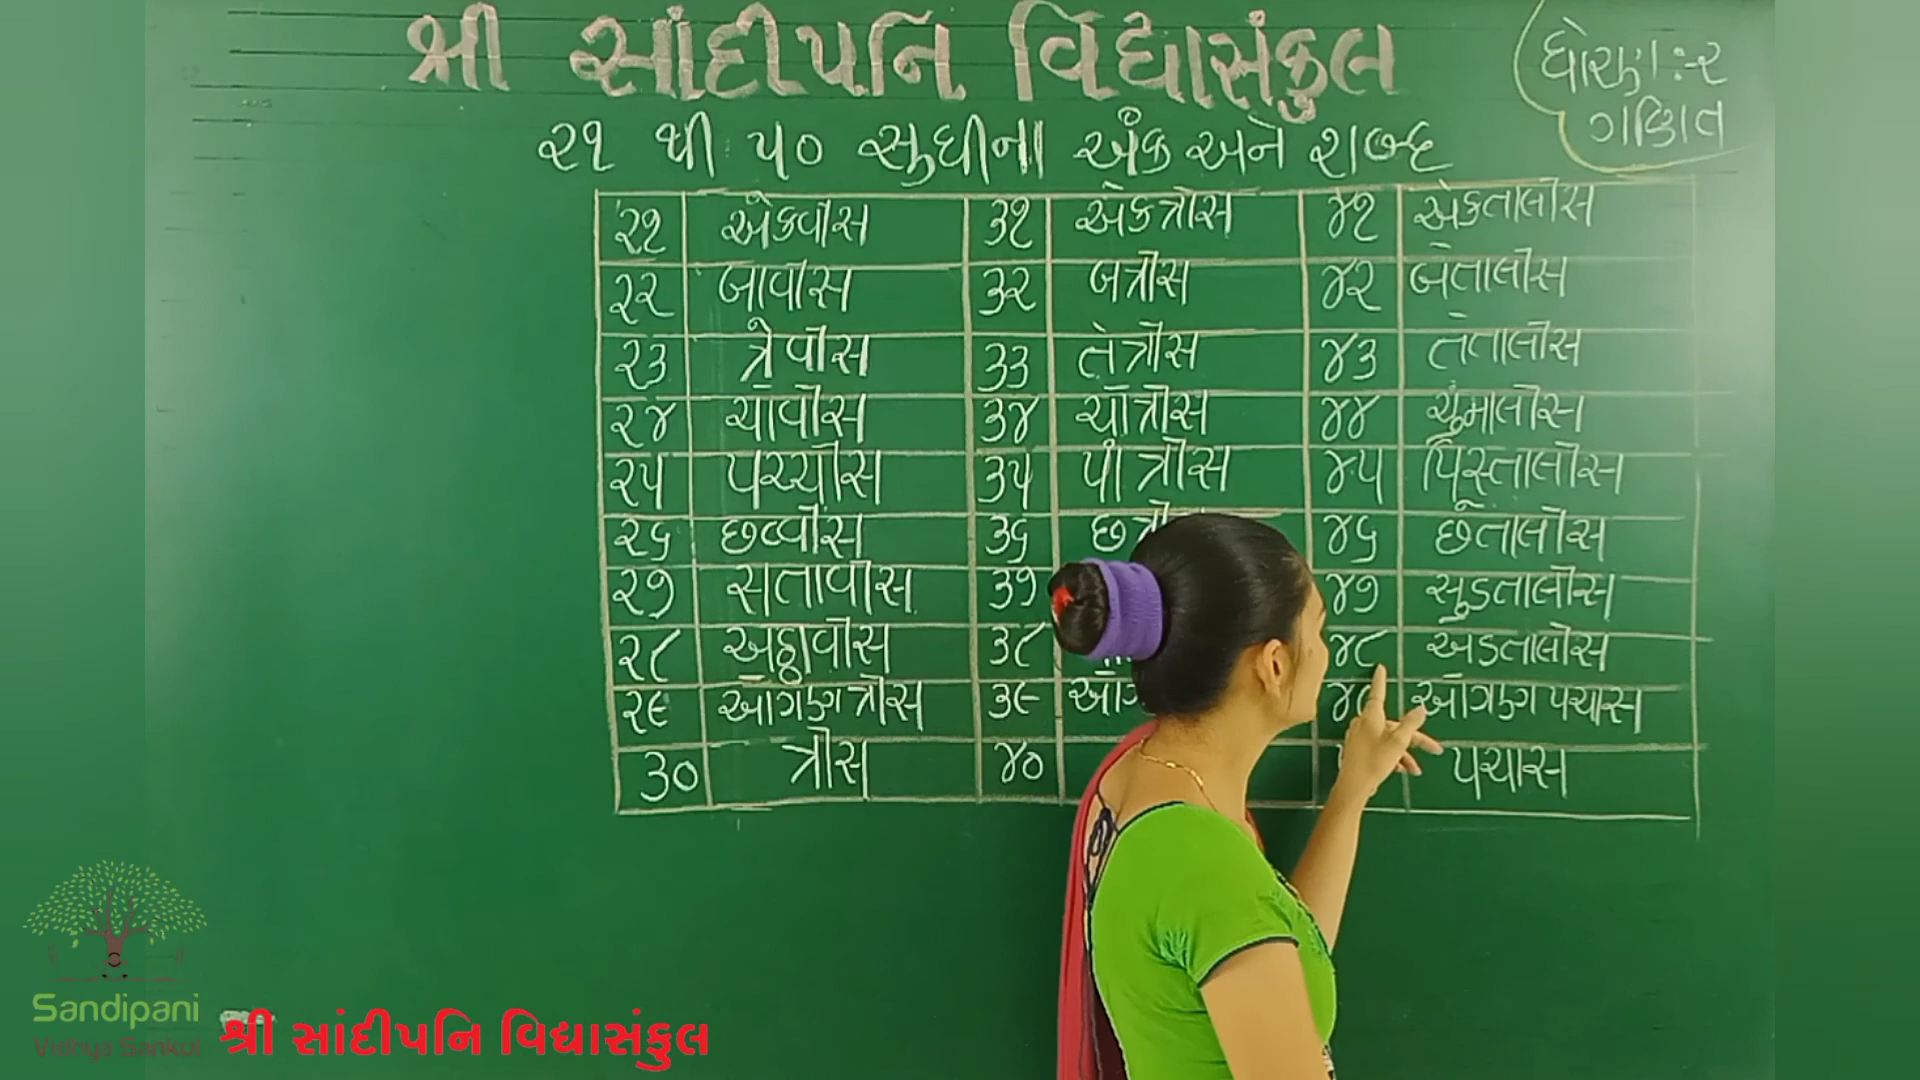 શ્રી સાંદીપનિ વિદ્યાસંકુલ
ધોરણ :- ૨
ગણિત
૨૧ થી ૫૦ સુધીના અંક અને શબ્દ
૨૧ એકવીસ ૩૧ એકત્રીસ ૪૧ એકતાલીસ
૨૨ બાવીસ ૩૨ બત્રીસ ૪૨ બેતાલીસ
૨૩ ત્રેવીસ ૩૩ તેત્રીસ ૪૩ તેતાલીસ
૨૪ ચોવીસ ૩૪ ચોત્રીસ ૪૪ ચુંમાલીસ
૨૫ પચ્ચીસ ૩૫ પાંત્રીસ ૪૫ પિસ્તાલીસ
૨૬ છવ્વીસ ૩૬ ૪૬ છેતાલીસ
૨૭ સતાવીસ ૩૭ ૪૭ સુડતાલીસ
૨૮ અઠ્ઠાવીસ ૩૮ ૪૮ અડતાલીસ
૨૯ ઓગણત્રીસ ૩૯ ૪૯ ઓગણપચાસ
૩૦ ત્રીસ ૪૦ પચાસ
Sandipani
Vidhya Sankul
શ્રી સાંદીપનિ વિદ્યાસંકુલ